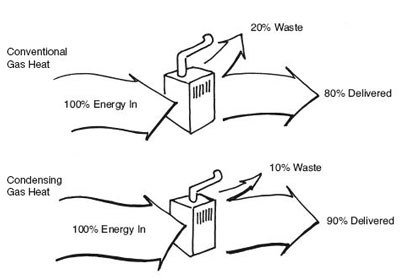 20% Waste
Conventional
Gas Heat
100% Energy In
80% Delivered
10% Waste
Condensing
Gas Heat
100% Energy In
90% Delivered